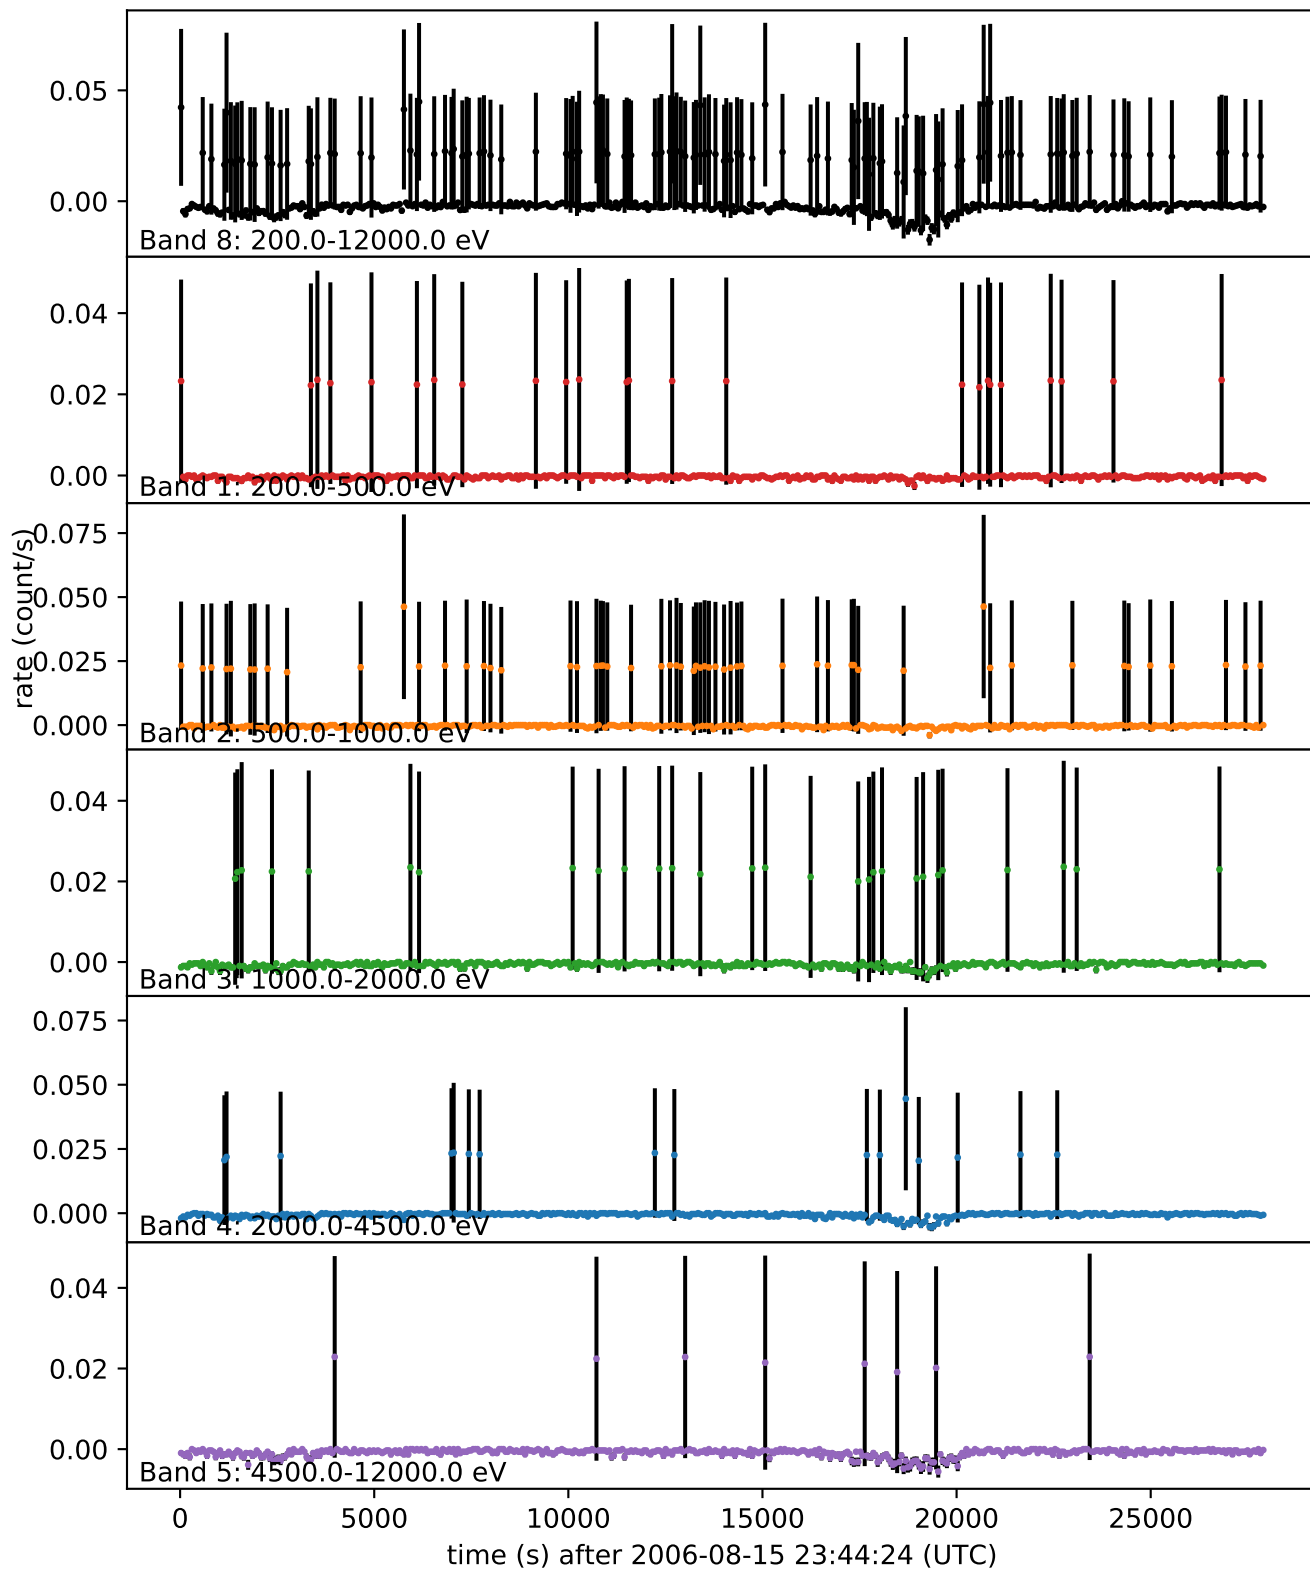 0.05
0.00
Band 8: 200.0-12000.0 eV
0.04
0.02
0.00
Band 1: 200.0-500.0 eV
rate (count/s)
0.075
0.050
0.025
0.000
Band 2: 500.0-1000.0 eV
0.04
0.02
0.00
Band 3: 1000.0-2000.0 eV
0.075
0.050
0.025
0.000
Band 4: 2000.0-4500.0 eV
0.04
0.02
0.00
Band 5: 4500.0-12000.0 eV
0 5000 10000 15000 20000 25000
time (s) after 2006-08-15 23:44:24 (UTC)